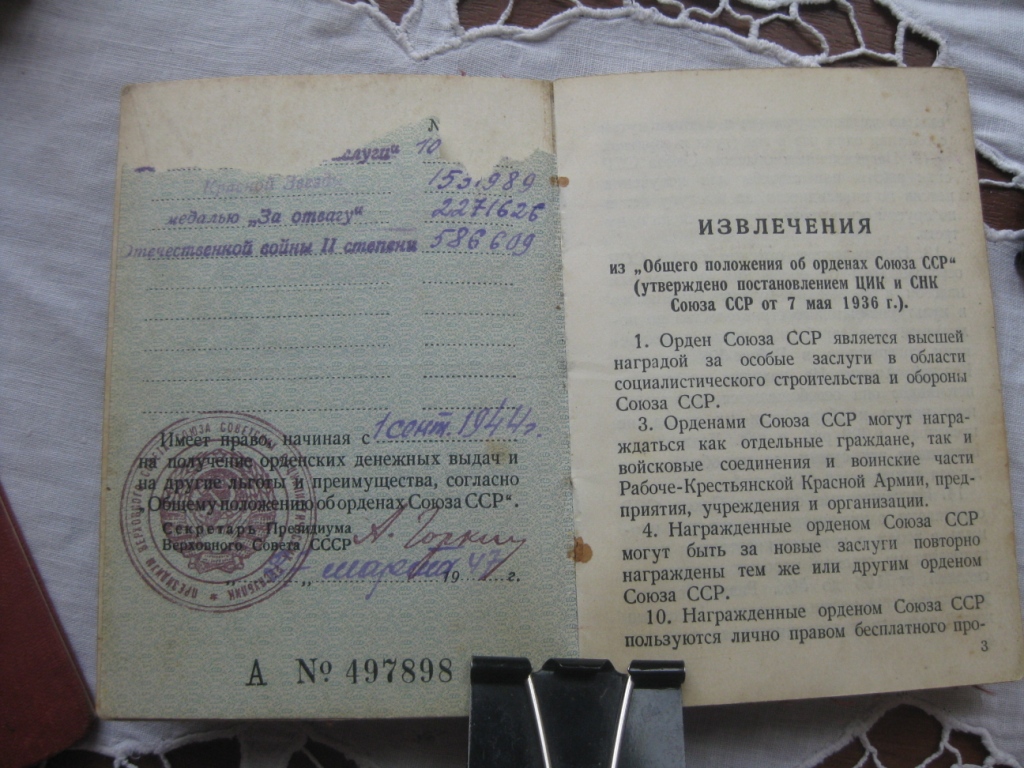 №
слуги" 10
Красной Звезды 1531989
медалью „За отвагу" 2271626
Отечественной войны II степени 586609
Имеет право, начиная с 1 сент. 1944 г.
на получение орденских денежных выдач и
на другие льготы и преимущества, согласно
„Общему положению об орденах Союза ССР".
Секретарь Президиума
Верховного Совета СССР А. Горкин
„ " марта 1947 г.
А № 497898
ИЗВЛЕЧЕНИЯ
из „Общего положения об орденах Союза ССР"
(утверждено постановлением ЦИК и СНК
Союза ССР от 7 мая 1936 г.).
1. Орден Союза ССР является высшей
наградой за особые заслуги в области
социалистического строительства и обороны
Союза ССР.
3. Орденами Союза ССР могут награ-
ждаться как отдельные граждане, так и
войсковые соединения и воинские части
Рабоче-Крестьянской Красной Армии, пред-
приятия, учреждения и организации.
4. Награжденные орденом Союза ССР
могут быть за новые заслуги повторно
награждены тем же или другим орденом
Союза ССР.
10. Награжденные орденом Союза ССР
пользуются лично правом бесплатного про-
3